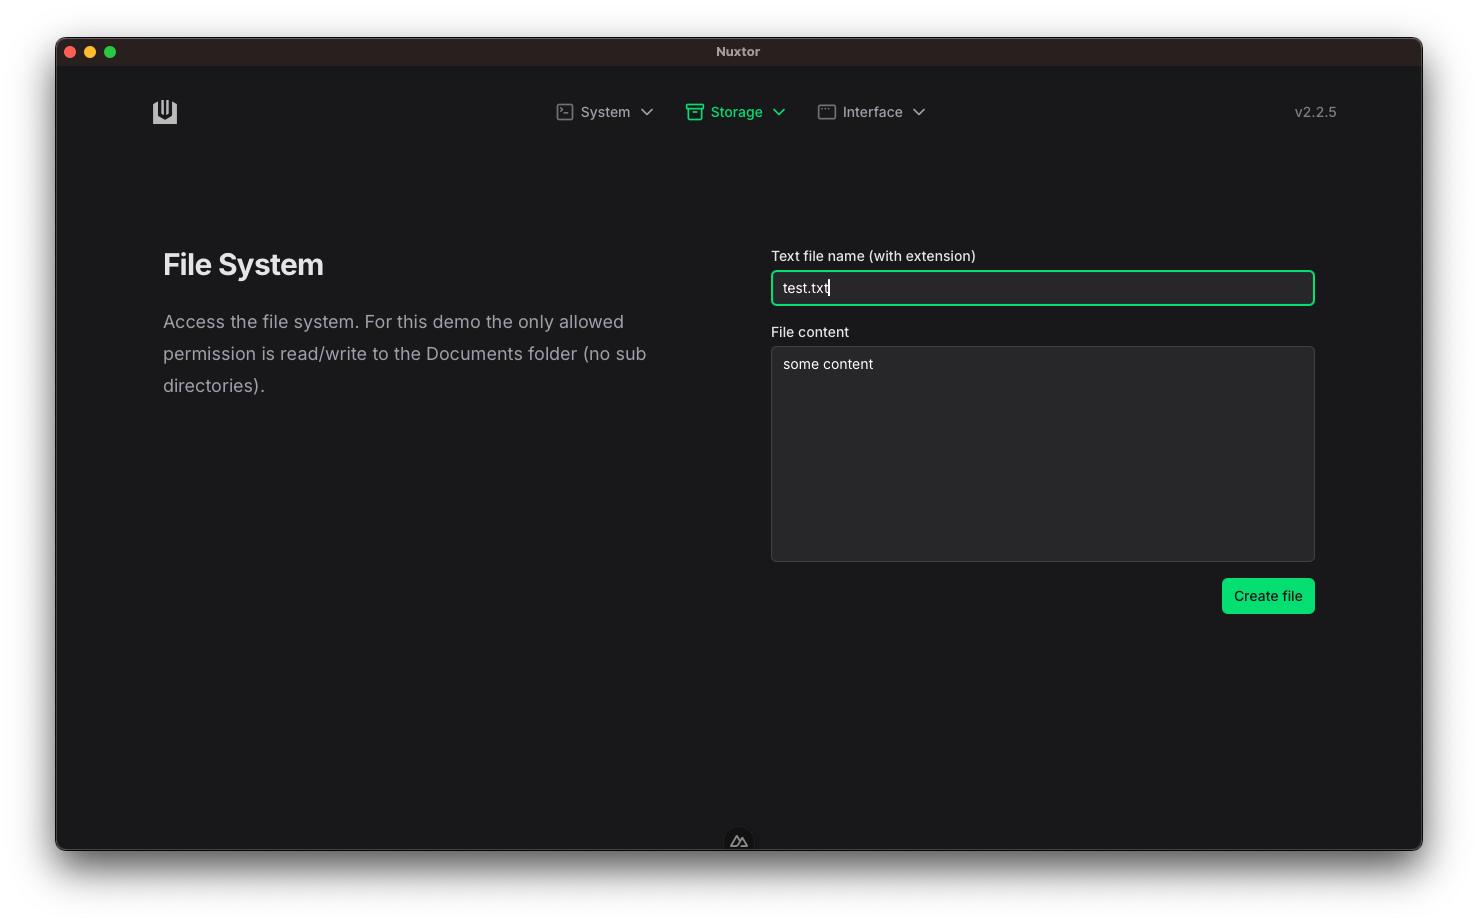 Nuxtor
System
Storage
Interface
v2.2.5
File System
Access the file system. For this demo the only allowed
permission is read/write to the Documents folder (no sub
directories).
Text file name (with extension)
test.txt
File content
some content
Create file